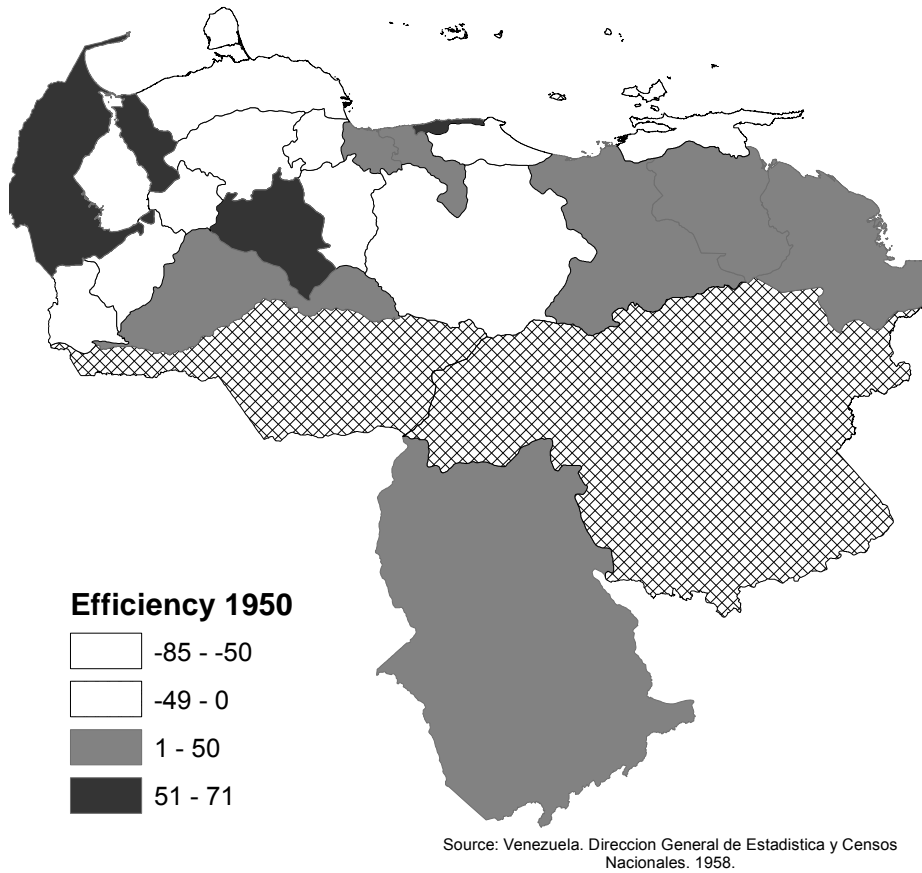 Efficiency 1950
-85 - -50
-49 - 0
1 - 50
51 - 71
Source: Venezuela. Direccion General de Estadistica y Censos
Nacionales. 1958.